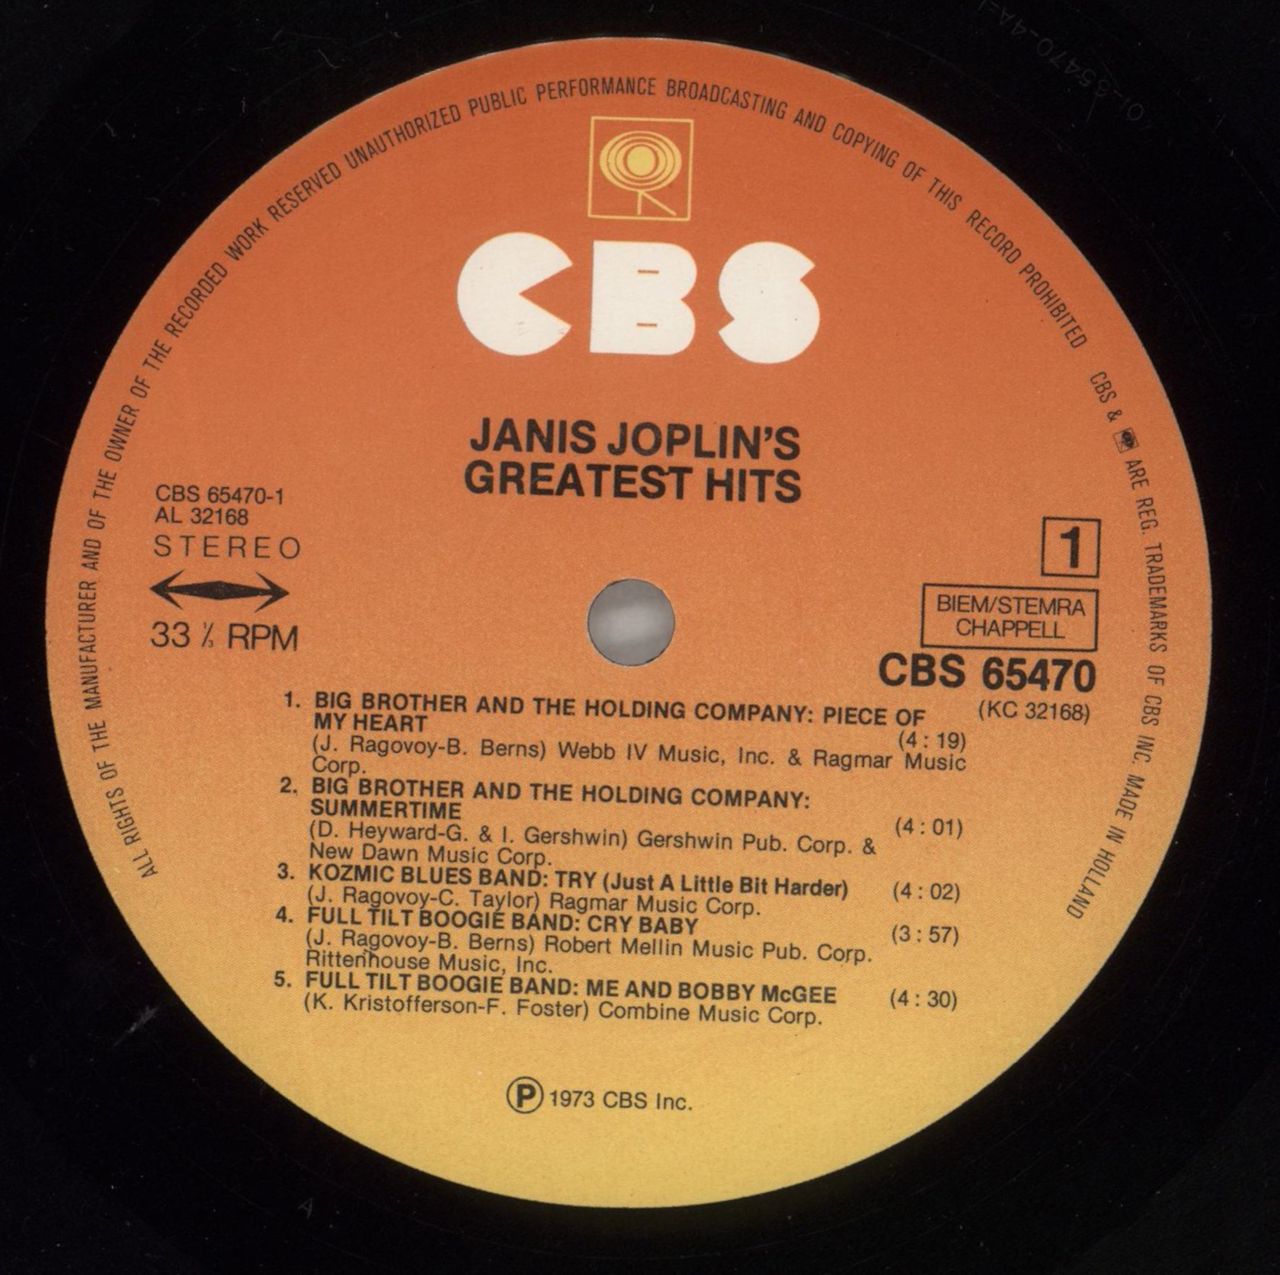 ALL RIGHTS OF THE MANUFACTURER AND OF THE OWNER OF THE RECORDED WORK RESERVED UNAUTHORIZED PUBLIC PERFORMANCE BROADCASTING AND COPYING OF THIS RECORD PROHIBITED CBS & ARE REG. TRADEMARKS OF CBS INC. MADE IN HOLLAND
CBS
JANIS JOPLIN'S
GREATEST HITS
CBS 65470-1
AL 32168
STEREO
33 ⅓ RPM
1
BIEM/STEMRA
CHAPPELL
CBS 65470
(KC 32168)
1. BIG BROTHER AND THE HOLDING COMPANY: PIECE OF
MY HEART (4 : 19)
(J. Ragovoy-B. Berns) Webb IV Music, Inc. & Ragmar Music
Corp.
2. BIG BROTHER AND THE HOLDING COMPANY:
SUMMERTIME (4 : 01)
(D. Heyward-G. & I. Gershwin) Gershwin Pub. Corp. &
New Dawn Music Corp.
3. KOZMIC BLUES BAND: TRY (Just A Little Bit Harder) (4 : 02)
(J. Ragovoy-C. Taylor) Ragmar Music Corp.
4. FULL TILT BOOGIE BAND: CRY BABY (3 : 57)
(J. Ragovoy-B. Berns) Robert Mellin Music Pub. Corp.
Rittenhouse Music, Inc.
5. FULL TILT BOOGIE BAND: ME AND BOBBY McGEE (4 : 30)
(K. Kristofferson-F. Foster) Combine Music Corp.
℗ 1973 CBS Inc.
A